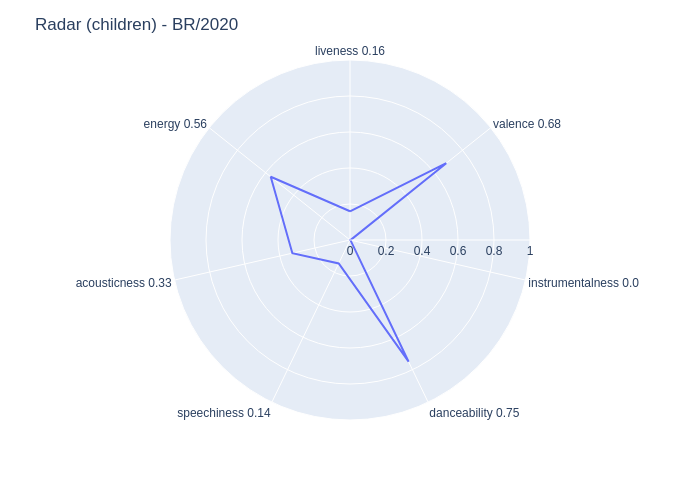 Radar (children) - BR/2020
liveness 0.16
energy 0.56
valence 0.68
0 0.2 0.4 0.6 0.8 1
acousticness 0.33
instrumentalness 0.0
speechiness 0.14
danceability 0.75